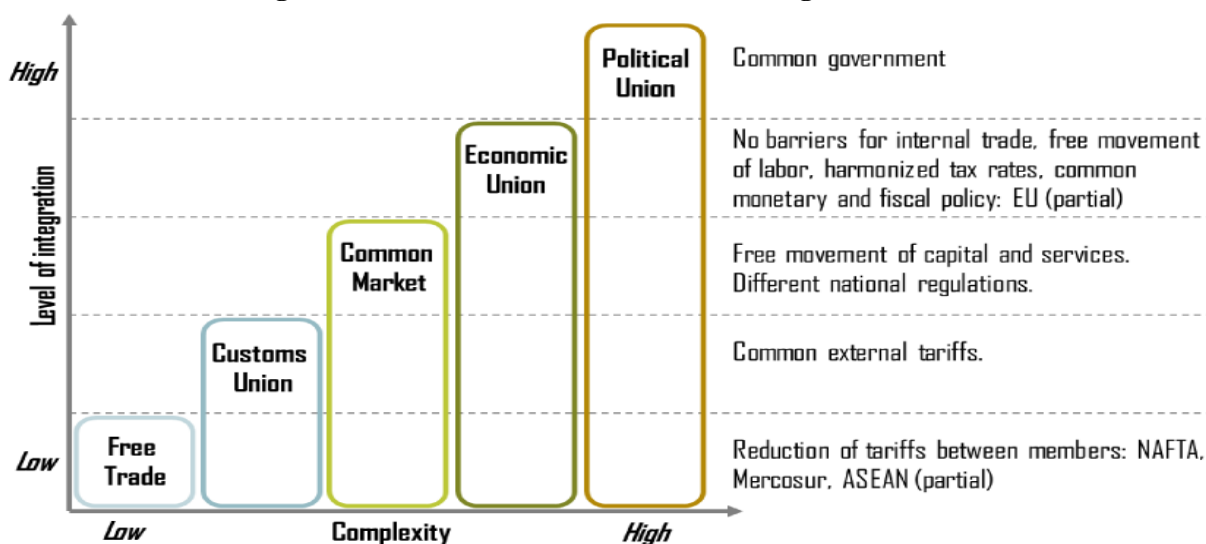 High
Political
Union
Common government
Economic
Union
No barriers for internal trade, free movement
of labor, harmonized tax rates, common
monetary and fiscal policy: EU (partial)
Level of integration
Common
Market
Free movement of capital and services.
Different national regulations.
Customs
Union
Common external tariffs.
Low
Free
Trade
Reduction of tariffs between members: NAFTA,
Mercosur, ASEAN (partial)
Low
Complexity
High